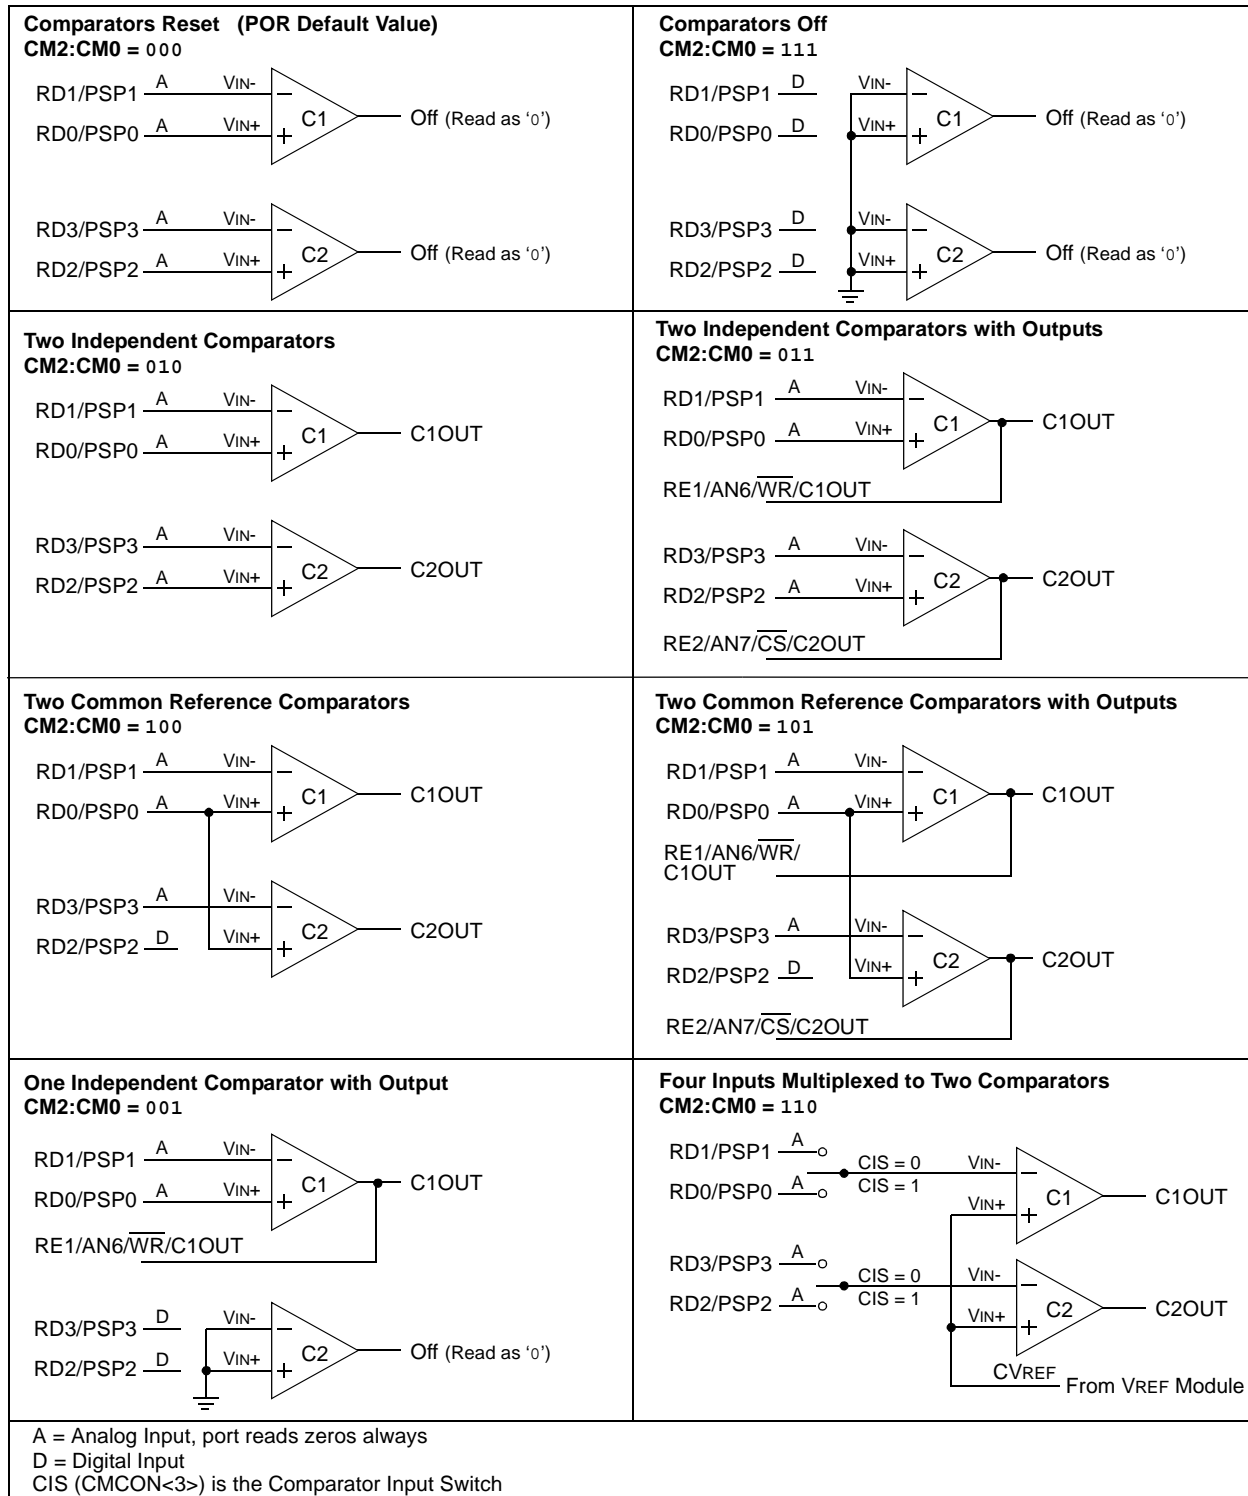 Comparators Reset (POR Default Value)
CM2:CM0 = 000
RD1/PSP1 A VIN- −
RD0/PSP0 A VIN+ + C1 Off (Read as ‘0’)
RD3/PSP3 A VIN- −
RD2/PSP2 A VIN+ + C2 Off (Read as ‘0’)
Comparators Off
CM2:CM0 = 111
RD1/PSP1 D VIN- −
RD0/PSP0 D VIN+ + C1 Off (Read as ‘0’)
RD3/PSP3 D VIN- −
RD2/PSP2 D VIN+ + C2 Off (Read as ‘0’)
Two Independent Comparators
CM2:CM0 = 010
RD1/PSP1 A VIN- −
RD0/PSP0 A VIN+ + C1 C1OUT
RD3/PSP3 A VIN- −
RD2/PSP2 A VIN+ + C2 C2OUT
Two Independent Comparators with Outputs
CM2:CM0 = 011
RD1/PSP1 A VIN- −
RD0/PSP0 A VIN+ + C1 C1OUT
RE1/AN6/W̅R̅/C1OUT
RD3/PSP3 A VIN- −
RD2/PSP2 A VIN+ + C2 C2OUT
RE2/AN7/C̅S̅/C2OUT
Two Common Reference Comparators
CM2:CM0 = 100
RD1/PSP1 A VIN- −
RD0/PSP0 A VIN+ + C1 C1OUT
RD3/PSP3 A VIN- −
RD2/PSP2 D VIN+ + C2 C2OUT
Two Common Reference Comparators with Outputs
CM2:CM0 = 101
RD1/PSP1 A VIN- −
RD0/PSP0 A VIN+ + C1 C1OUT
RE1/AN6/W̅R̅/
C1OUT
RD3/PSP3 A VIN- −
RD2/PSP2 D VIN+ + C2 C2OUT
RE2/AN7/C̅S̅/C2OUT
One Independent Comparator with Output
CM2:CM0 = 001
RD1/PSP1 A VIN- −
RD0/PSP0 A VIN+ + C1 C1OUT
RE1/AN6/W̅R̅/C1OUT
RD3/PSP3 D VIN- −
RD2/PSP2 D VIN+ + C2 Off (Read as ‘0’)
Four Inputs Multiplexed to Two Comparators
CM2:CM0 = 110
RD1/PSP1 A CIS = 0 VIN- −
RD0/PSP0 A CIS = 1 VIN+ + C1 C1OUT
RD3/PSP3 A CIS = 0 VIN- −
RD2/PSP2 A CIS = 1 VIN+ + C2 C2OUT
CVREF From VREF Module
A = Analog Input, port reads zeros always
D = Digital Input
CIS (CMCON<3>) is the Comparator Input Switch